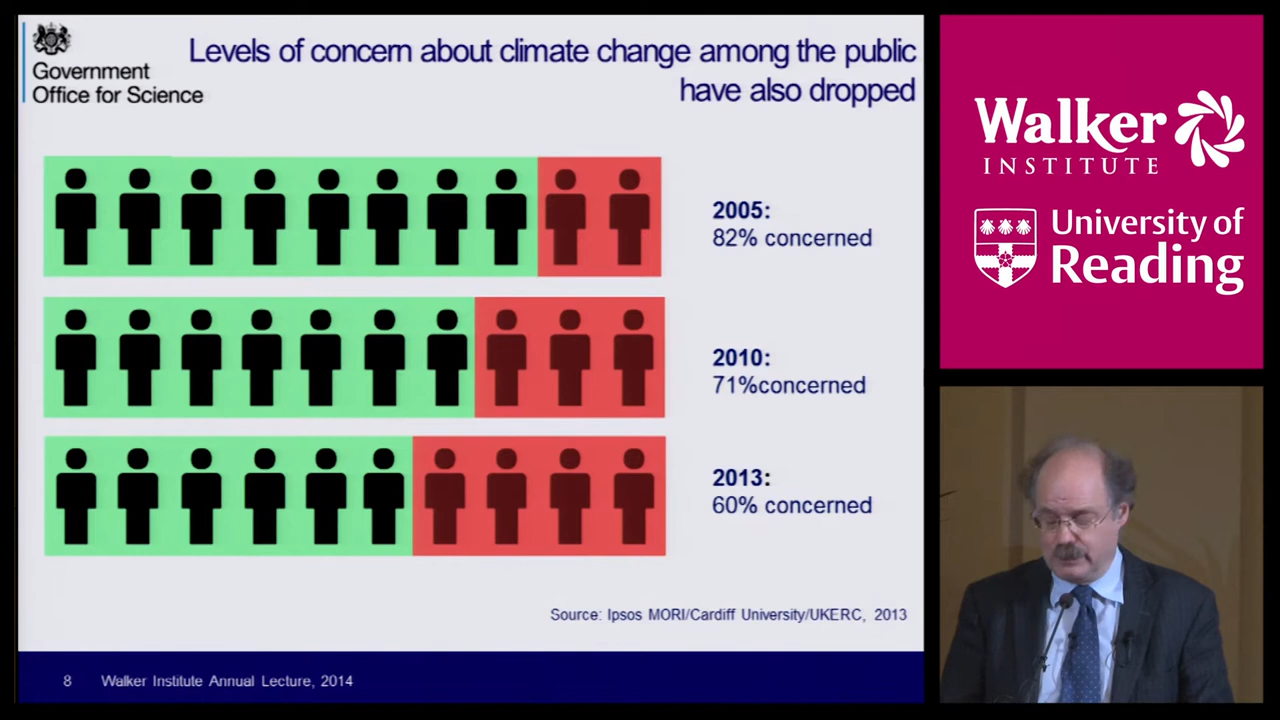 Government
Office for Science
Levels of concern about climate change among the public
have also dropped
2005:
82% concerned
2010:
71%concerned
2013:
60% concerned
Source: Ipsos MORI/Cardiff University/UKERC, 2013
8 Walker Institute Annual Lecture, 2014
Walker
INSTITUTE
University of
Reading